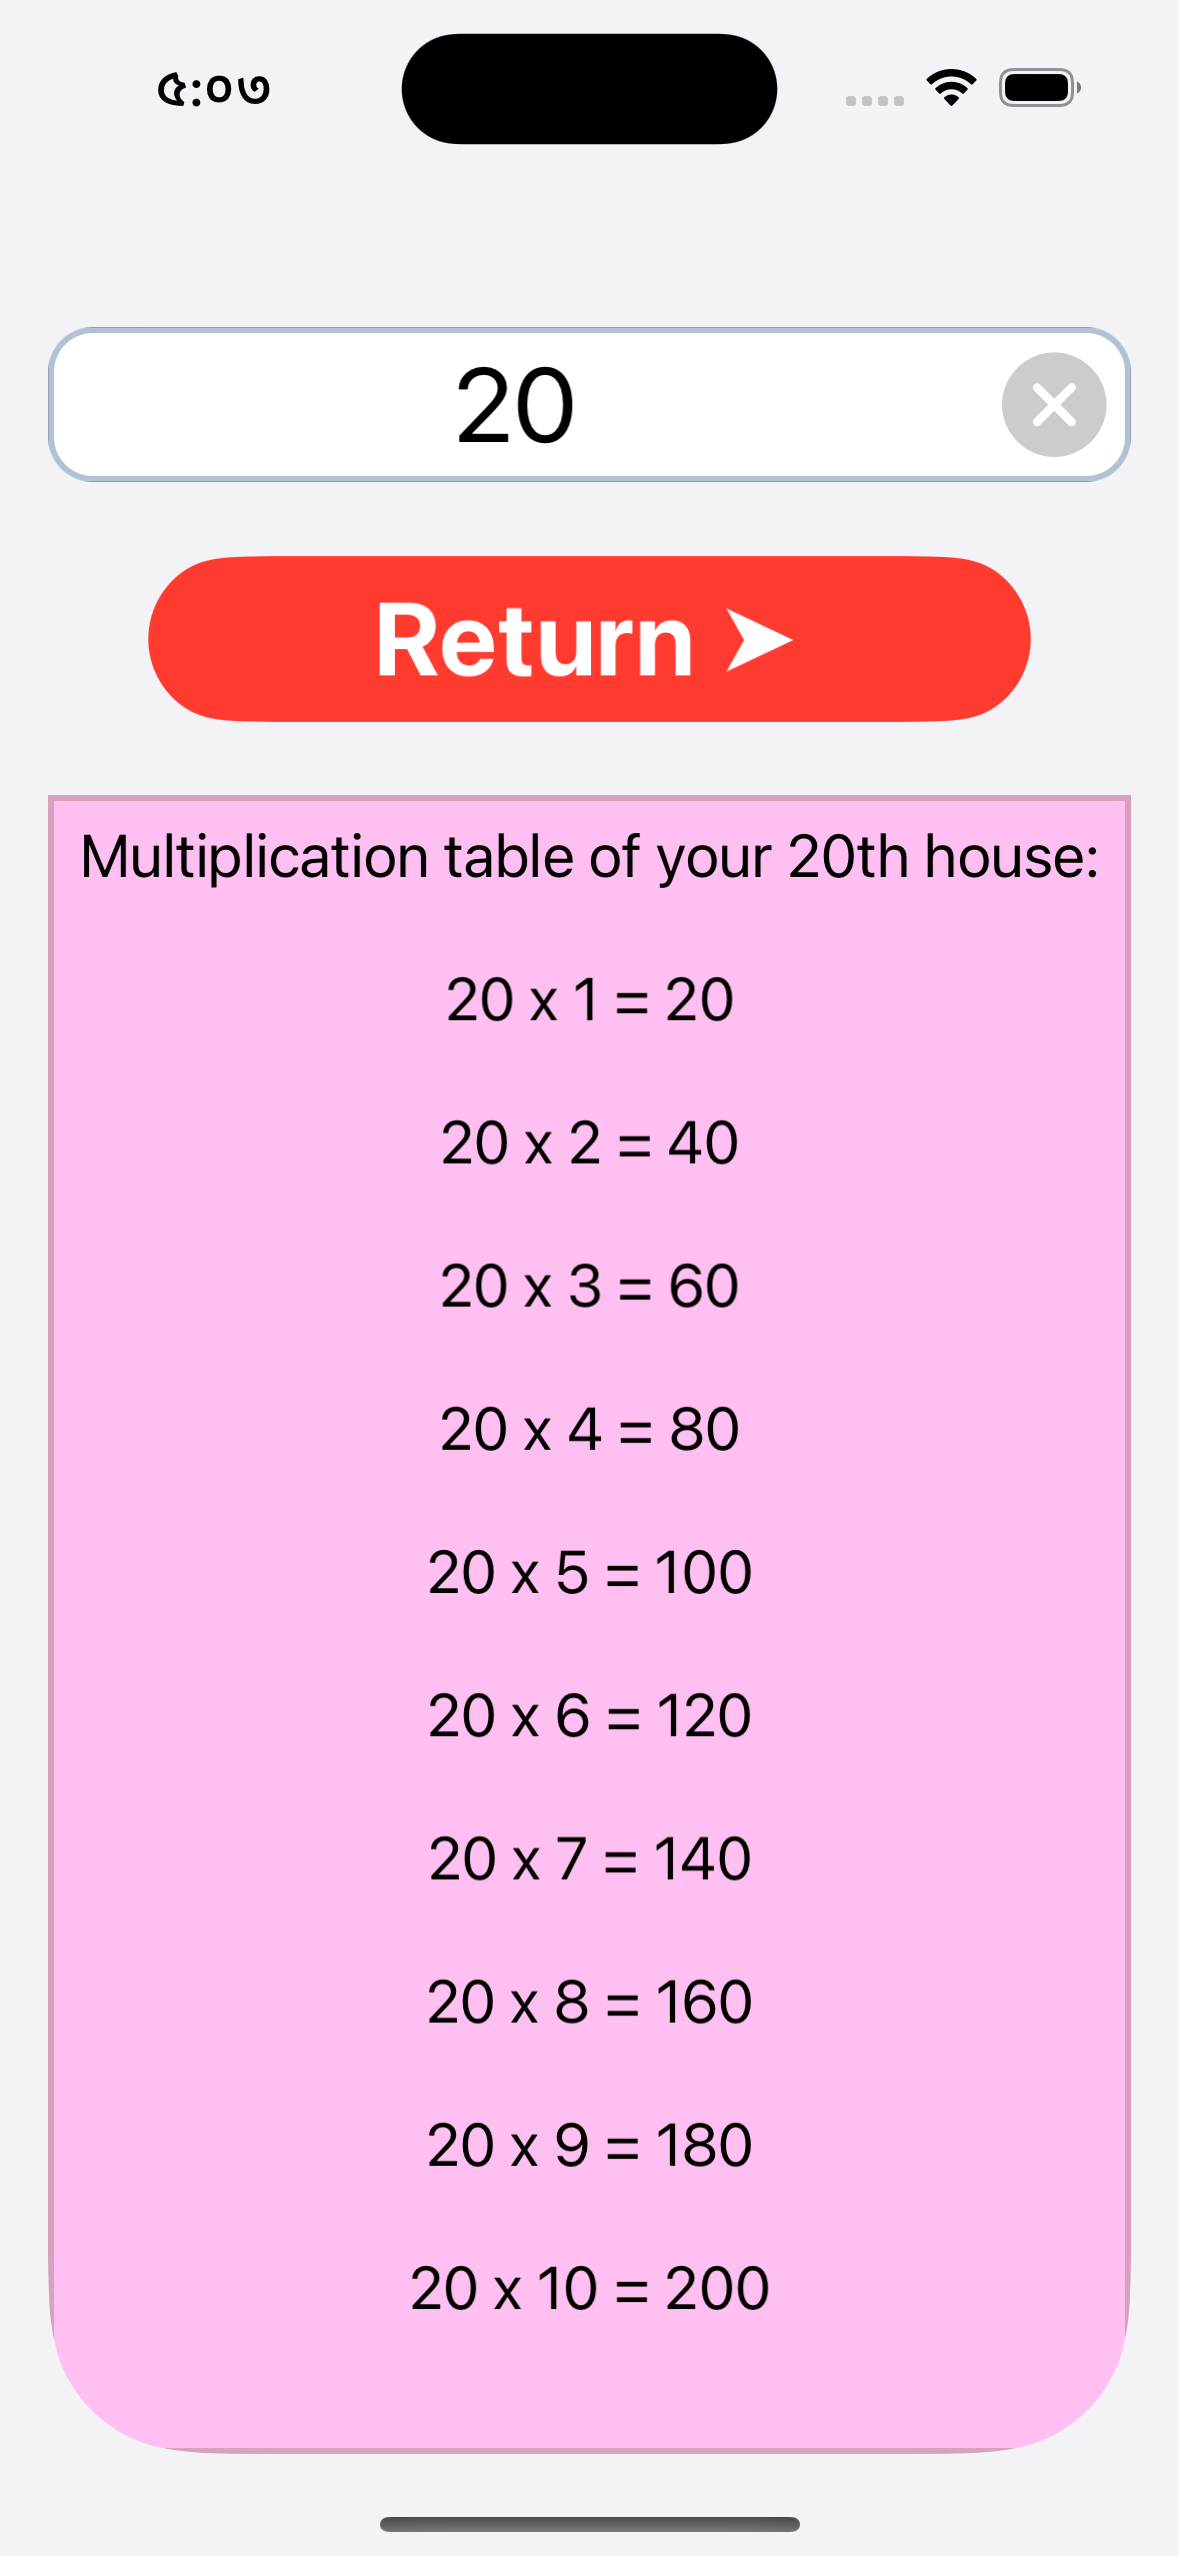 ৫:০৩
20
Return ➤
Multiplication table of your 20th house:
20 x 1 = 20
20 x 2 = 40
20 x 3 = 60
20 x 4 = 80
20 x 5 = 100
20 x 6 = 120
20 x 7 = 140
20 x 8 = 160
20 x 9 = 180
20 x 10 = 200